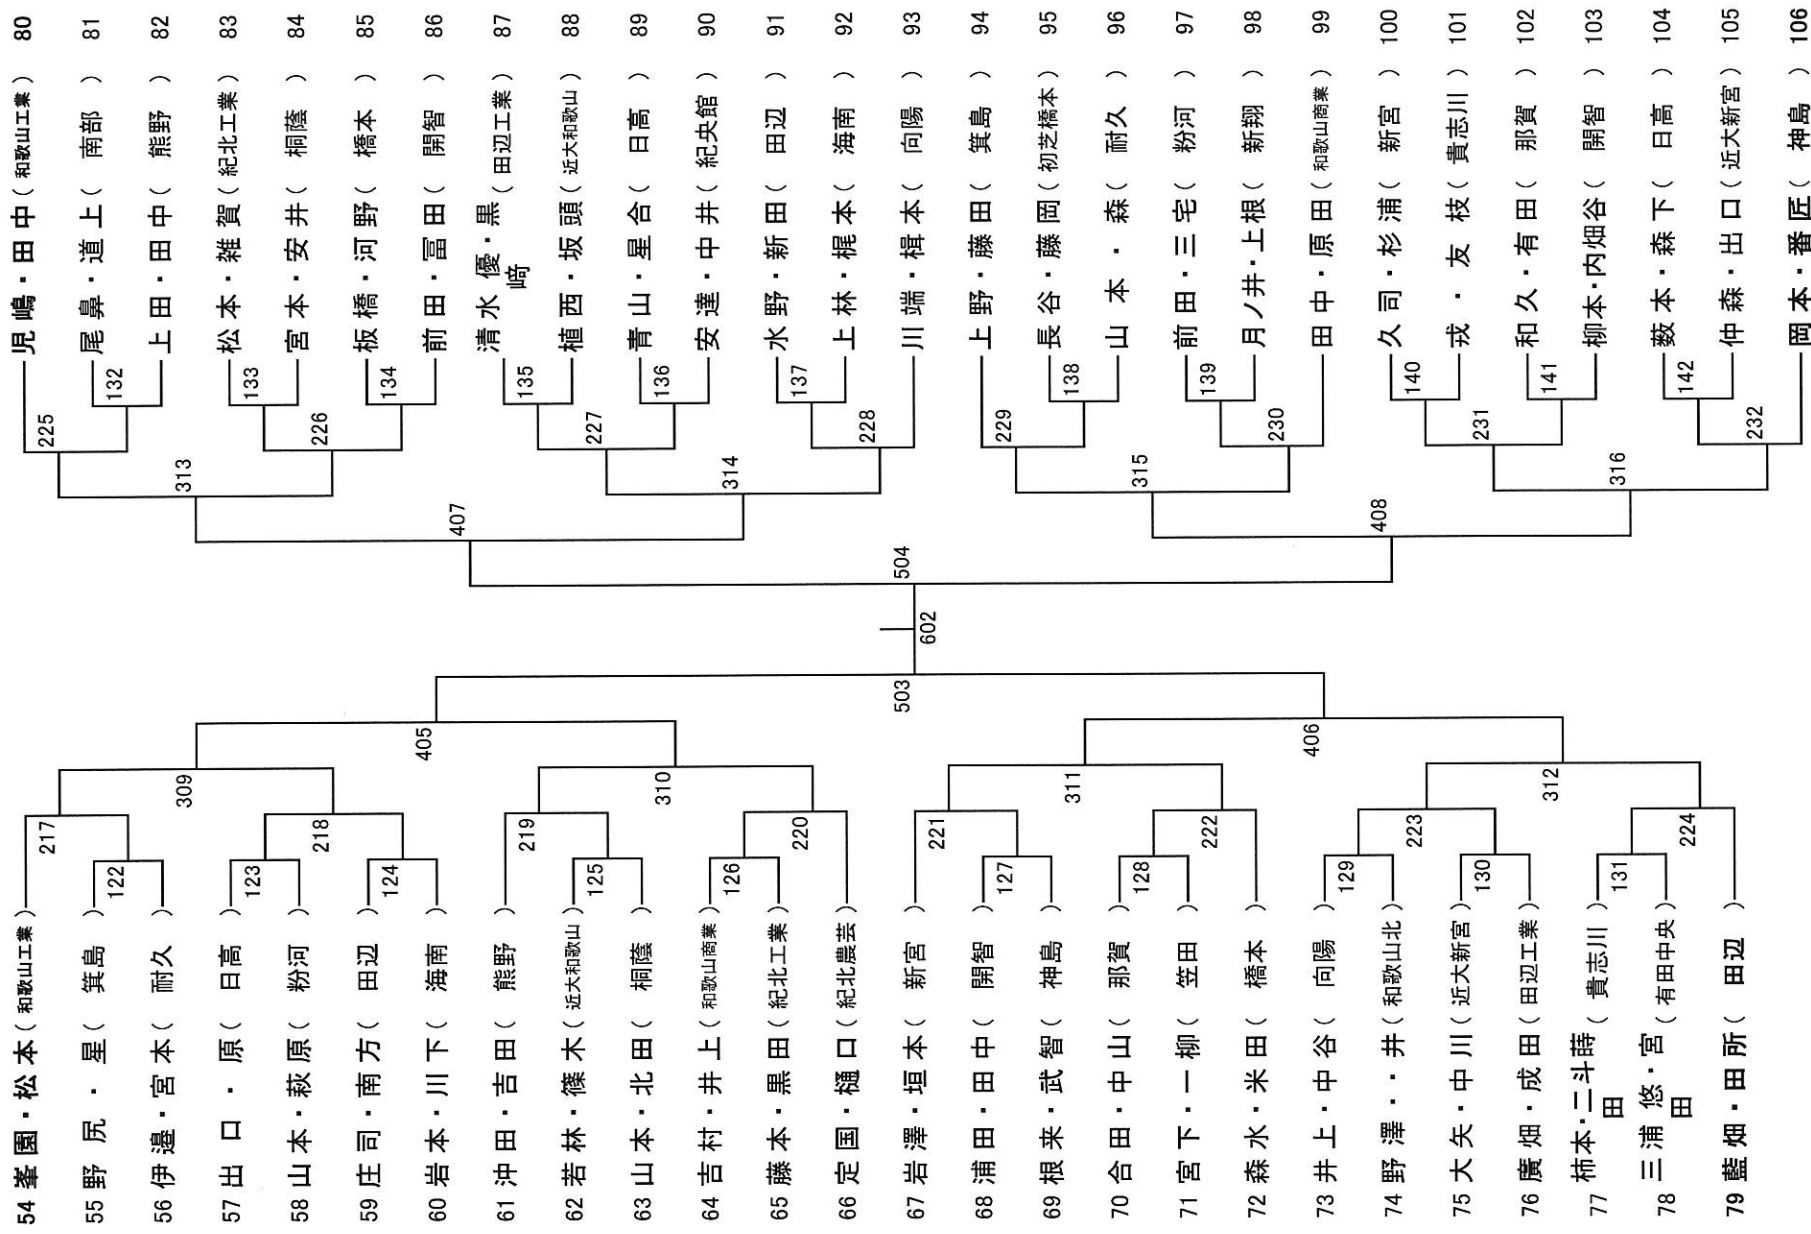 54 峯園・松本（和歌山工業）
55 野尻・星（箕島）
56 伊邉・宮本（耐久）
57 出口・原（日高）
58 山本・萩原（粉河）
59 庄司・南方（田辺）
60 岩本・川下（海南）
61 沖田・吉田（熊野）
62 若林・篠木（近大和歌山）
63 山本・北田（桐蔭）
64 吉村・井上（和歌山商業）
65 藤本・黒田（紀北工業）
66 定国・樋口（紀北農芸）
67 岩澤・垣本（新宮）
68 浦田・田中（開智）
69 根来・武智（神島）
70 合田・中山（那賀）
71 宮下・一柳（笠田）
72 森水・米田（橋本）
73 井上・中谷（向陽）
74 野澤・・井（和歌山北）
75 大矢・中川（近大新宮）
76 廣畑・成田（田辺工業）
77 柿本・二斗蒔田（貴志川）
78 三浦悠・宮田（有田中央）
79 藍畑・田所（田辺）
122
123
124
125
126
127
128
129
130
131
217
218
219
220
221
222
223
224
309
310
311
312
405
406
503
602
504
407
408
313
314
315
316
225
226
227
228
229
230
231
232
132
133
134
135
136
137
138
139
140
141
142
児嶋・田中（和歌山工業）80
尾鼻・道上（南部）81
上田・田中（熊野）82
松本・雑賀（紀北工業）83
宮本・安井（桐蔭）84
板橋・河野（橋本）85
前田・冨田（開智）86
清水優・黒﨑（田辺工業）87
植西・坂頭（近大和歌山）88
青山・星合（日高）89
安達・中井（紀央館）90
水野・新田（田辺）91
上林・梶本（海南）92
川端・楫本（向陽）93
上野・藤田（箕島）94
長谷・藤岡（初芝橋本）95
山本・森（耐久）96
前田・三宅（粉河）97
月ノ井・上根（新翔）98
田中・原田（和歌山商業）99
久司・杉浦（新宮）100
戎・友枝（貴志川）101
和久・有田（那賀）102
柳本・内畑谷（開智）103
薮本・森下（日高）104
仲森・出口（近大新宮）105
岡本・番匠（神島）106